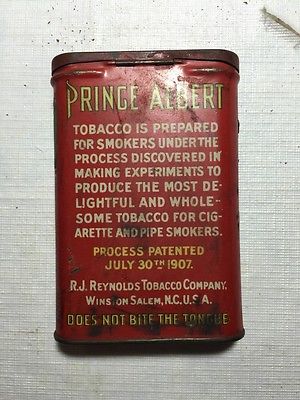 PRINCE ALBERT
TOBACCO IS PREPARED
FOR SMOKERS UNDER THE
PROCESS DISCOVERED IN
MAKING EXPERIMENTS TO
PRODUCE THE MOST DE-
LIGHTFUL AND WHOLE-
SOME TOBACCO FOR CIG-
ARETTE AND PIPE SMOKERS.
PROCESS PATENTED
JULY 30TH 1907.
R.J. REYNOLDS TOBACCO COMPANY.
WINSTON SALEM, N.C. U.S.A.
DOES NOT BITE THE TONGUE